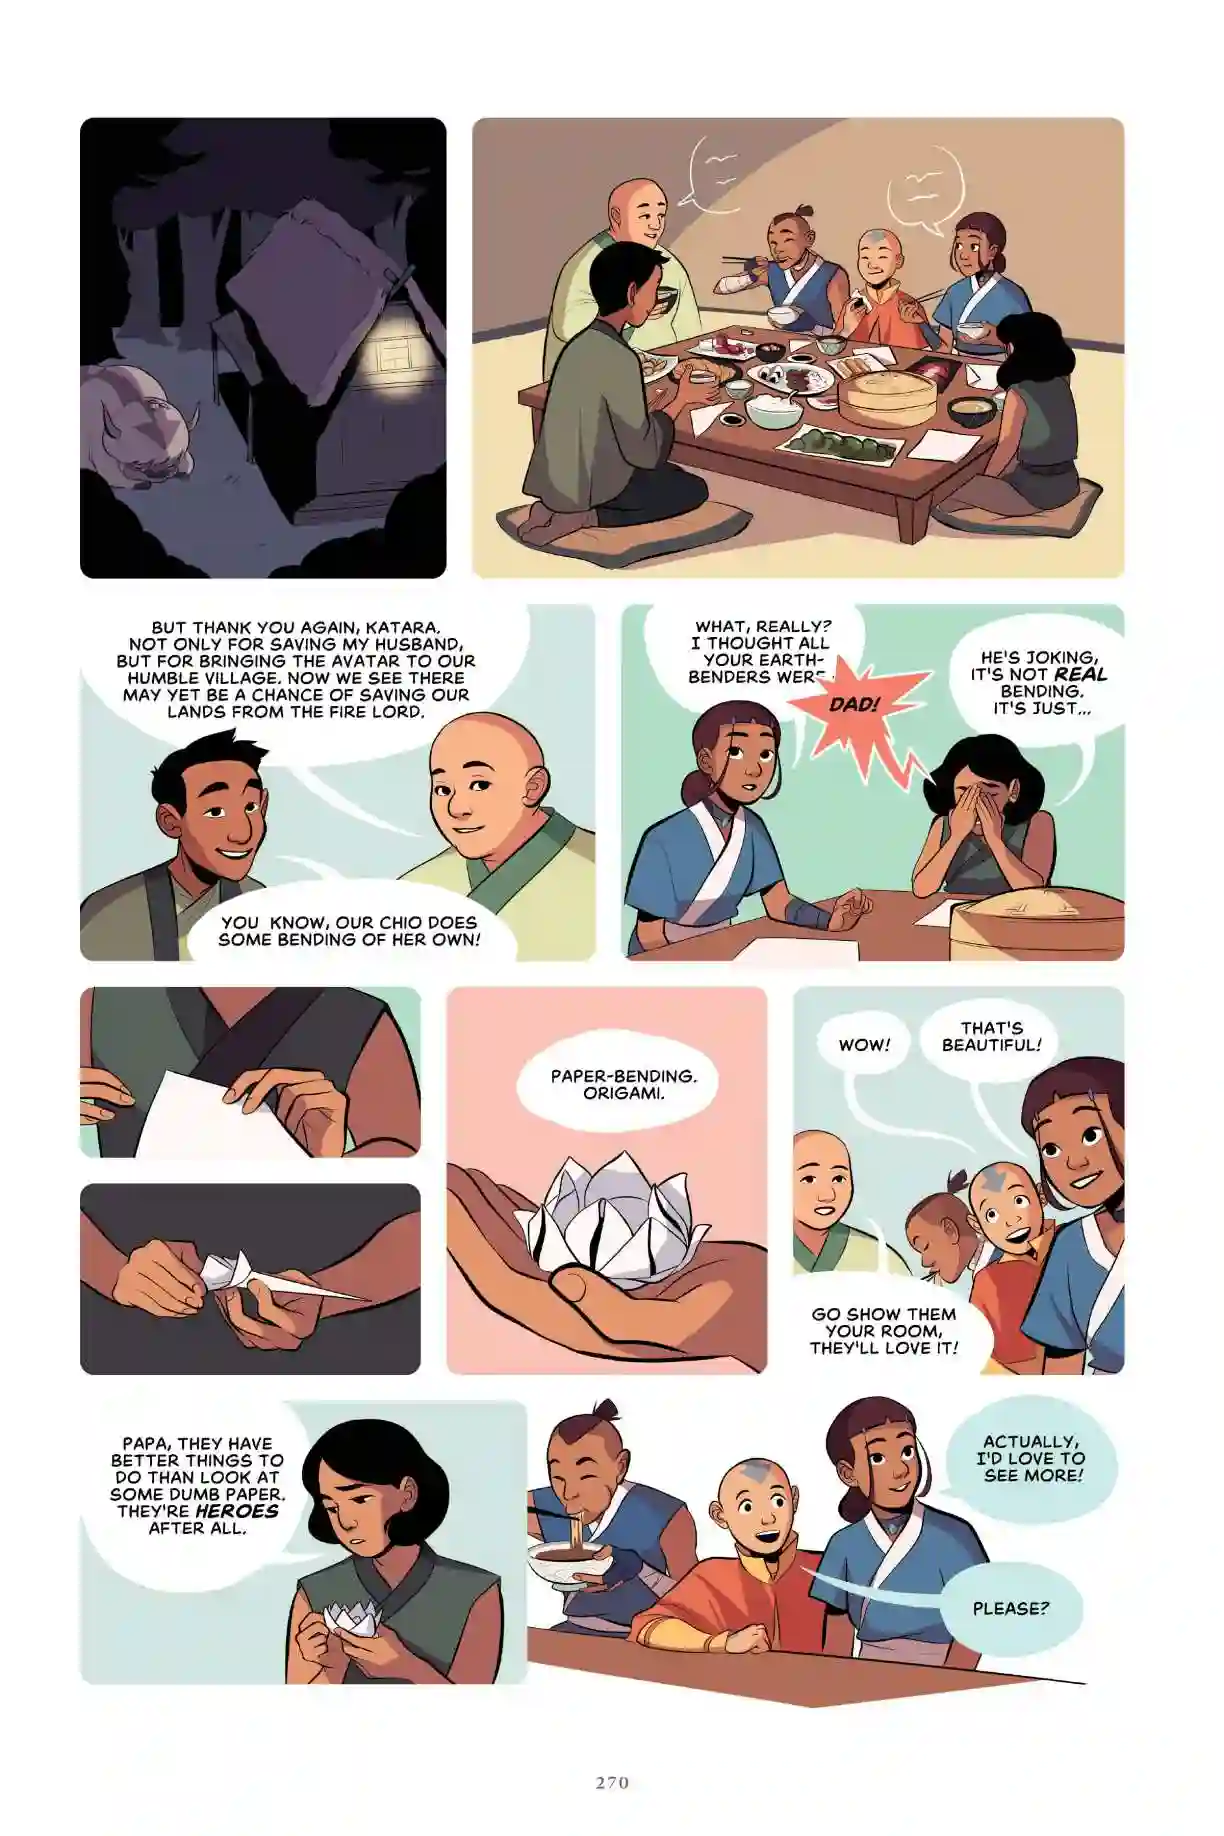 BUT THANK YOU AGAIN, KATARA.
NOT ONLY FOR SAVING MY HUSBAND,
BUT FOR BRINGING THE AVATAR TO OUR
HUMBLE VILLAGE. NOW WE SEE THERE
MAY YET BE A CHANCE OF SAVING OUR
LANDS FROM THE FIRE LORD.
YOU KNOW, OUR CHIO DOES
SOME BENDING OF HER OWN!
WHAT, REALLY?
I THOUGHT ALL
YOUR EARTH-
BENDERS WERE
DAD!
HE'S JOKING,
IT'S NOT REAL
BENDING.
IT'S JUST...
PAPER-BENDING.
ORIGAMI.
WOW!
THAT'S
BEAUTIFUL!
GO SHOW THEM
YOUR ROOM,
THEY'LL LOVE IT!
PAPA, THEY HAVE
BETTER THINGS TO
DO THAN LOOK AT
SOME DUMB PAPER.
THEY'RE HEROES
AFTER ALL.
ACTUALLY,
I'D LOVE TO
SEE MORE!
PLEASE?
270